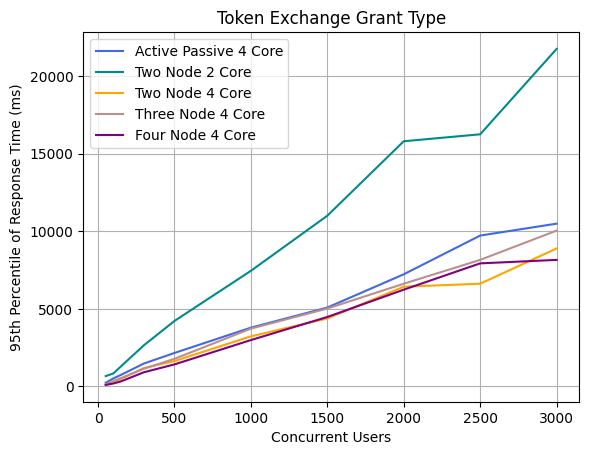 Token Exchange Grant Type
Active Passive 4 Core
Two Node 2 Core
Two Node 4 Core
Three Node 4 Core
Four Node 4 Core
95th Percentile of Response Time (ms)
20000
15000
10000
5000
0
0 500 1000 1500 2000 2500 3000
Concurrent Users